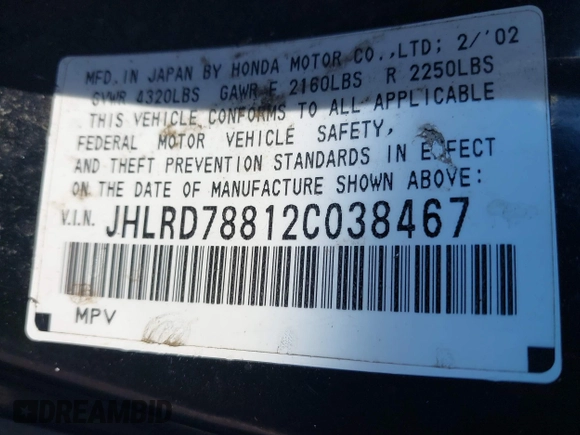 MFD. IN JAPAN BY HONDA MOTOR CO.,LTD; 2/'02
GVWR 4320LBS GAWR F 2160LBS R 2250LBS
THIS VEHICLE CONFORMS TO ALL APPLICABLE
FEDERAL MOTOR VEHICLE SAFETY,
AND THEFT PREVENTION STANDARDS IN EFFECT
ON THE DATE OF MANUFACTURE SHOWN ABOVE:
V.I.N. JHLRD78812C038467
MPV
DREAMBID